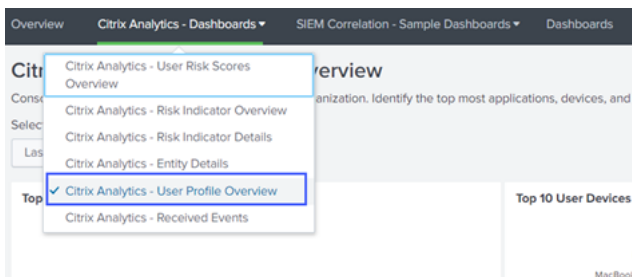 Overview Citrix Analytics - Dashboards▾ SIEM Correlation - Sample Dashboards▾ Dashboards
Citrix Analytics - User Risk Scores
Overview
Citrix Analytics - Risk Indicator Overview
Citrix Analytics - Risk Indicator Details
Citrix Analytics - Entity Details
✓ Citrix Analytics - User Profile Overview
Citrix Analytics - Received Events
Citr verview
Conso anization. Identify the top most applications, devices, and
Selec
Las
Top
Top 10 User Devices
MacBook